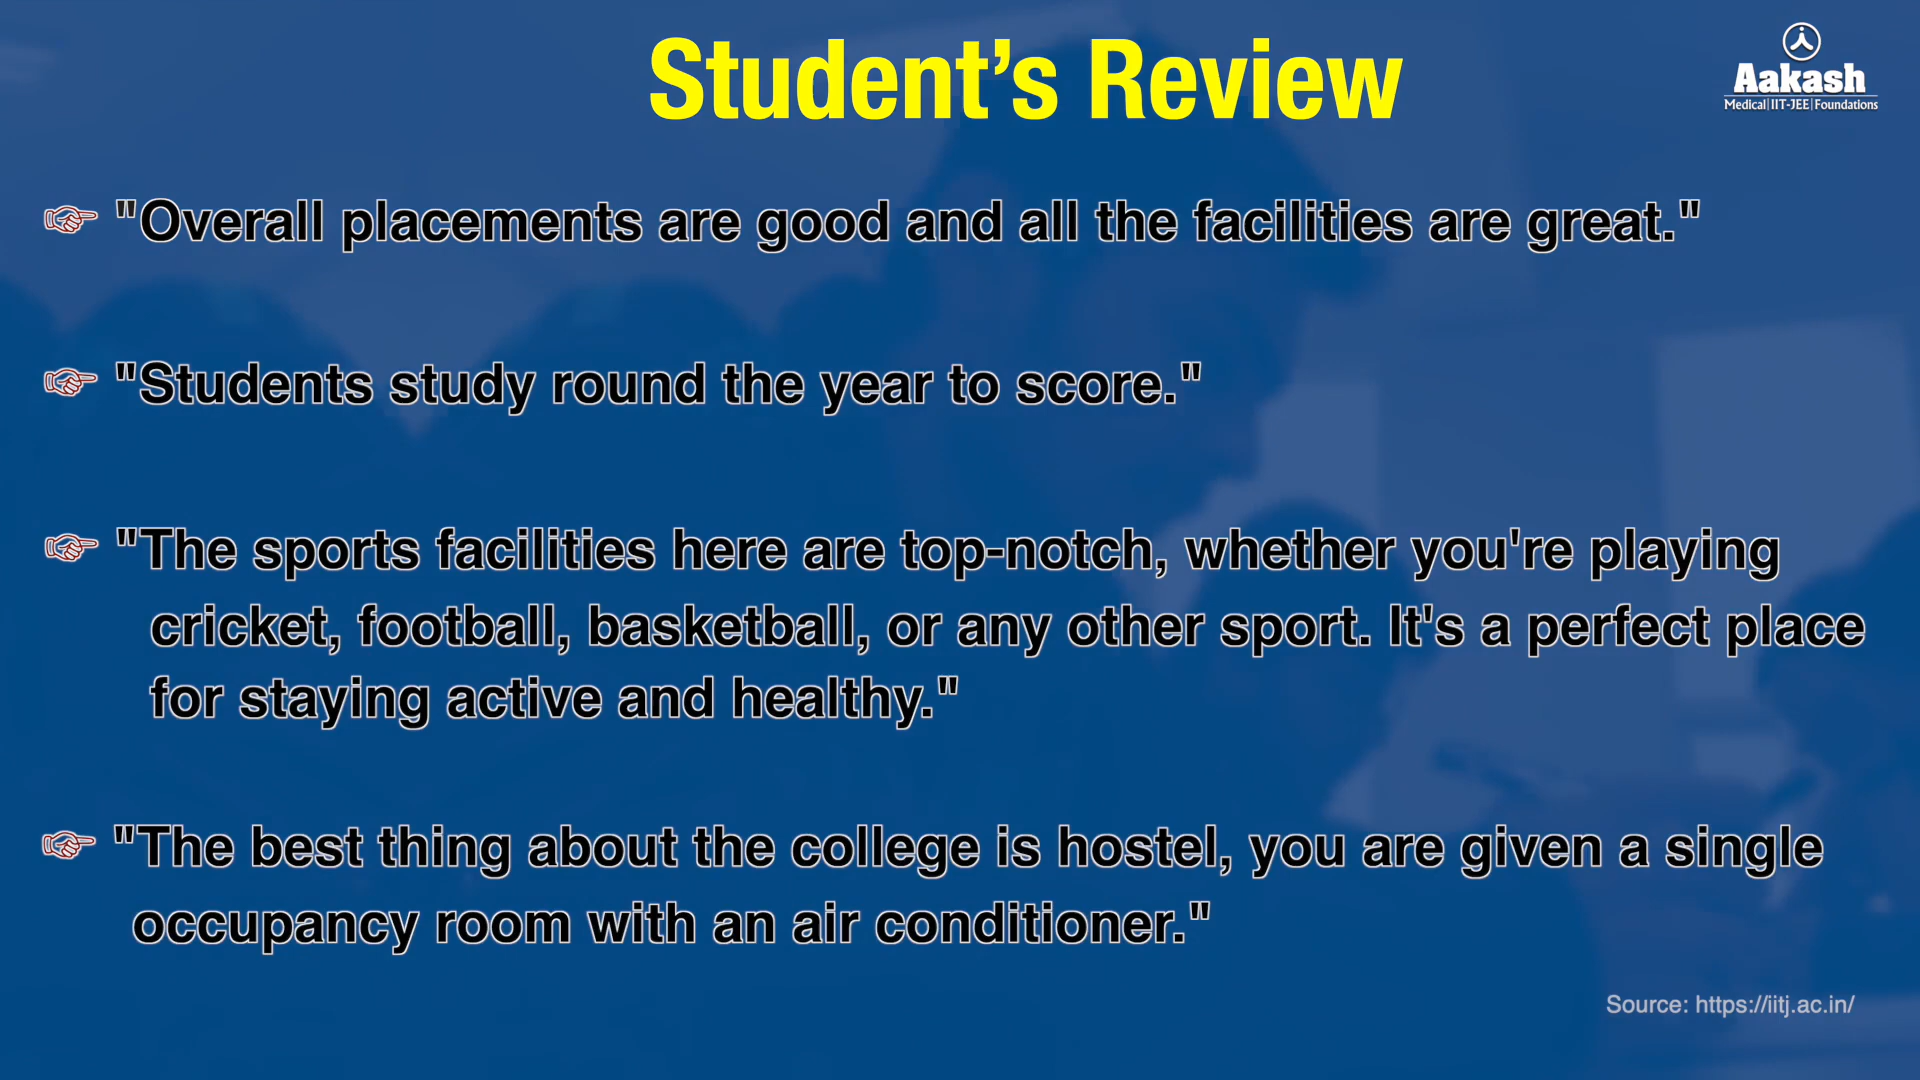 Student’s Review
Aakash
Medical|IIT-JEE|Foundations
☞ "Overall placements are good and all the facilities are great."
☞ "Students study round the year to score."
☞ "The sports facilities here are top-notch, whether you're playing
cricket, football, basketball, or any other sport. It's a perfect place
for staying active and healthy."
☞ "The best thing about the college is hostel, you are given a single
occupancy room with an air conditioner."
Source: https://iitj.ac.in/